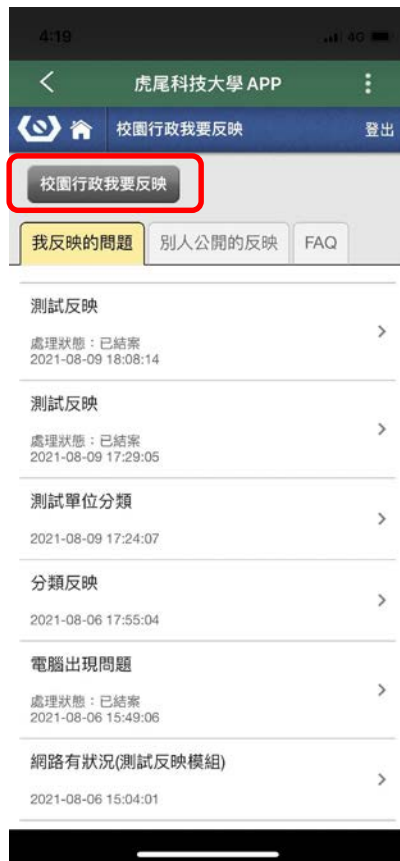 4:19
4G
虎尾科技大學 APP
校園行政我要反映
登出
校園行政我要反映
我反映的問題
別人公開的反映
FAQ
測試反映
處理狀態：已結案
2021-08-09 18:08:14
測試反映
處理狀態：已結案
2021-08-09 17:29:05
測試單位分類
2021-08-09 17:24:07
分類反映
2021-08-06 17:55:04
電腦出現問題
處理狀態：已結案
2021-08-06 15:49:06
網路有狀況(測試反映模組)
2021-08-06 15:04:01